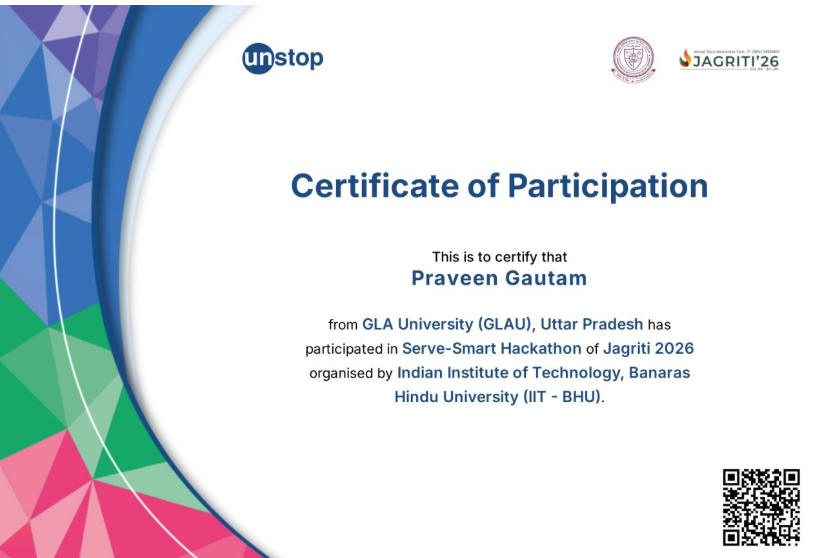 unstop
JAGRITI'26
Certificate of Participation
This is to certify that
Praveen Gautam
from GLA University (GLAU), Uttar Pradesh has
participated in Serve-Smart Hackathon of Jagriti 2026
organised by Indian Institute of Technology, Banaras
Hindu University (IIT - BHU).